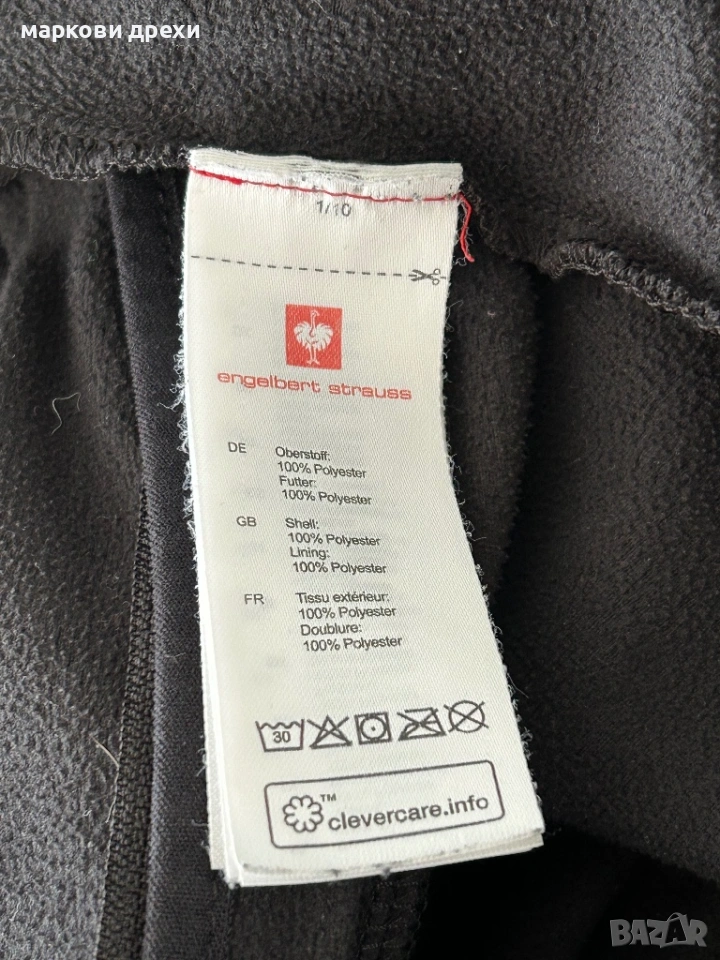 маркови дрехи
1/10
engelbert strauss
DE Oberstoff:
100% Polyester
Futter:
100% Polyester
GB Shell:
100% Polyester
Lining:
100% Polyester
FR Tissu extérieur:
100% Polyester
Doublure:
100% Polyester
30
™
clevercare.info
BAZAR